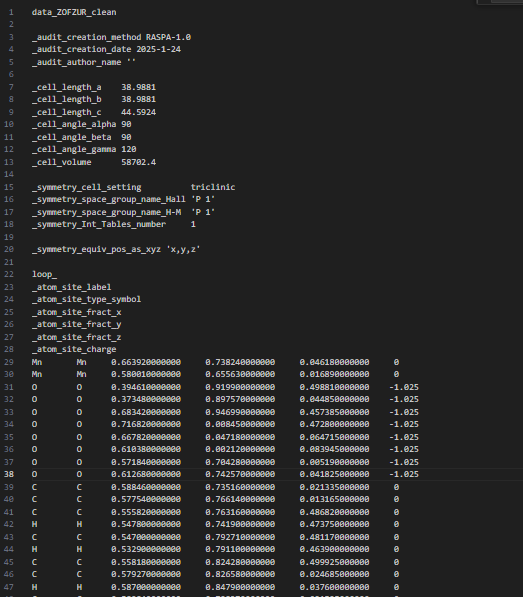 1 data_ZOFZUR_clean
2
3 _audit_creation_method RASPA-1.0
4 _audit_creation_date 2025-1-24
5 _audit_author_name ''
6
7 _cell_length_a 38.9881
8 _cell_length_b 38.9881
9 _cell_length_c 44.5924
10 _cell_angle_alpha 90
11 _cell_angle_beta 90
12 _cell_angle_gamma 120
13 _cell_volume 58702.4
14
15 _symmetry_cell_setting triclinic
16 _symmetry_space_group_name_Hall 'P 1'
17 _symmetry_space_group_name_H-M 'P 1'
18 _symmetry_Int_Tables_number 1
19
20 _symmetry_equiv_pos_as_xyz 'x,y,z'
21
22 loop_
23 _atom_site_label
24 _atom_site_type_symbol
25 _atom_site_fract_x
26 _atom_site_fract_y
27 _atom_site_fract_z
28 _atom_site_charge
29 Mn Mn 0.663920000000 0.738240000000 0.046180000000 0
30 Mn Mn 0.580010000000 0.655630000000 0.016890000000 0
31 O O 0.394610000000 0.919900000000 0.498810000000 -1.025
32 O O 0.373480000000 0.897570000000 0.044850000000 -1.025
33 O O 0.683420000000 0.946990000000 0.457385000000 -1.025
34 O O 0.716820000000 0.008450000000 0.472800000000 -1.025
35 O O 0.667820000000 0.047180000000 0.064715000000 -1.025
36 O O 0.610380000000 0.002120000000 0.083945000000 -1.025
37 O O 0.571840000000 0.704280000000 0.005190000000 -1.025
38 O O 0.612680000000 0.742570000000 0.041825000000 -1.025
39 C C 0.588460000000 0.735160000000 0.021335000000 0
40 C C 0.577540000000 0.766140000000 0.013165000000 0
41 C C 0.555820000000 0.763160000000 0.486820000000 0
42 H H 0.547800000000 0.741900000000 0.473750000000 0
43 C C 0.547000000000 0.792710000000 0.481170000000 0
44 H H 0.532900000000 0.791100000000 0.463900000000 0
45 C C 0.558180000000 0.824280000000 0.499925000000 0
46 C C 0.579270000000 0.826580000000 0.024685000000 0
47 H H 0.587000000000 0.847900000000 0.037600000000 0